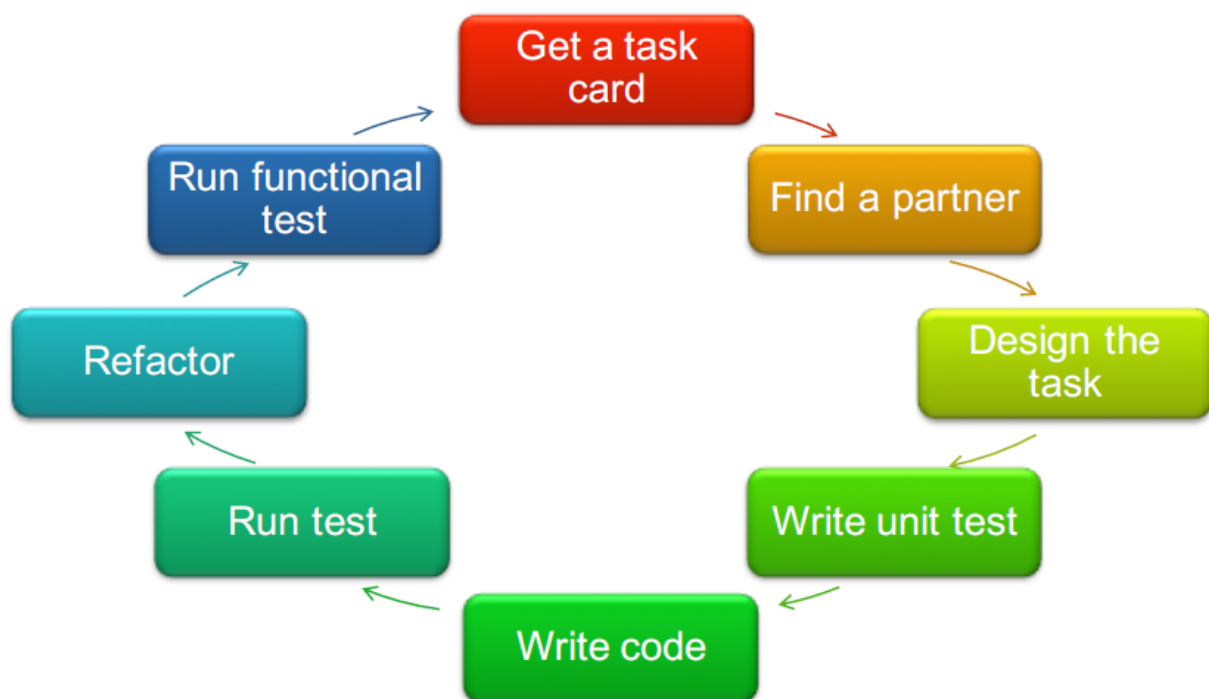 Get a task
card
Find a partner
Design the
task
Write unit test
Write code
Run test
Refactor
Run functional
test